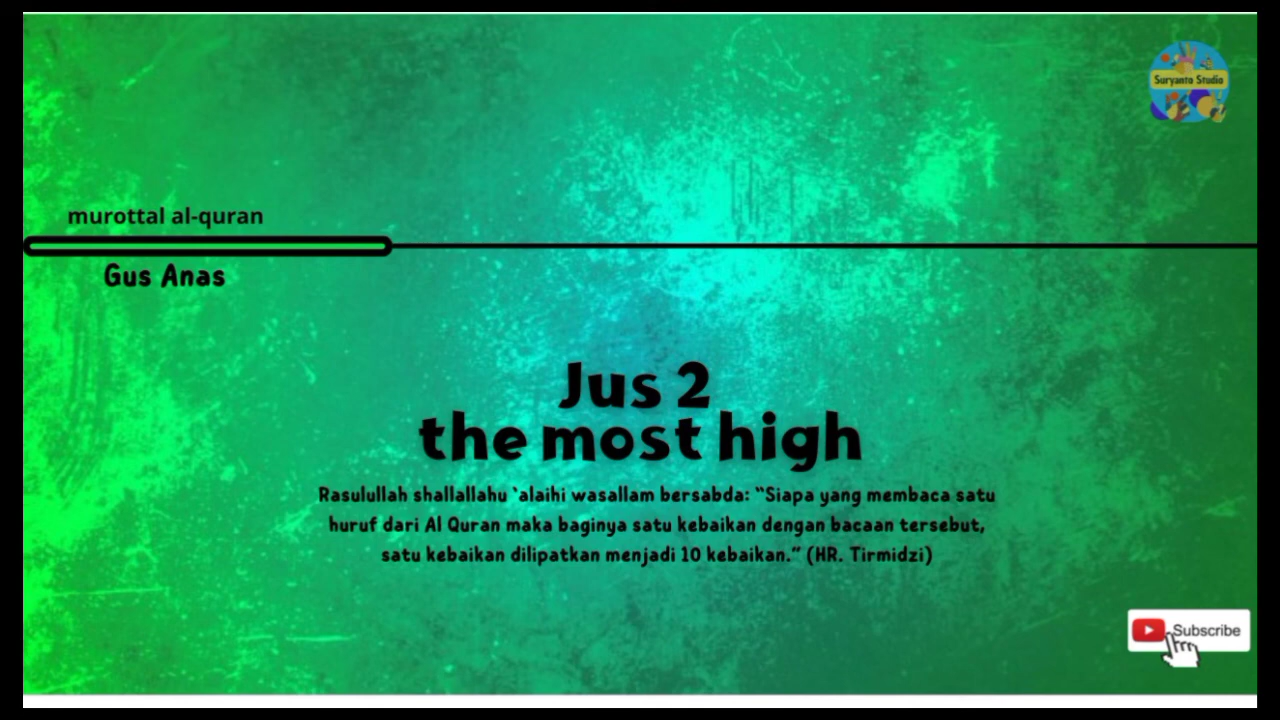 Suryanto Studio
murottal al-quran
Gus Anas
Jus 2
the most high
Rasulullah shallallahu `alaihi wasallam bersabda: “Siapa yang membaca satu
huruf dari Al Quran maka baginya satu kebaikan dengan bacaan tersebut,
satu kebaikan dilipatkan menjadi 10 kebaikan.” (HR. Tirmidzi)
Subscribe